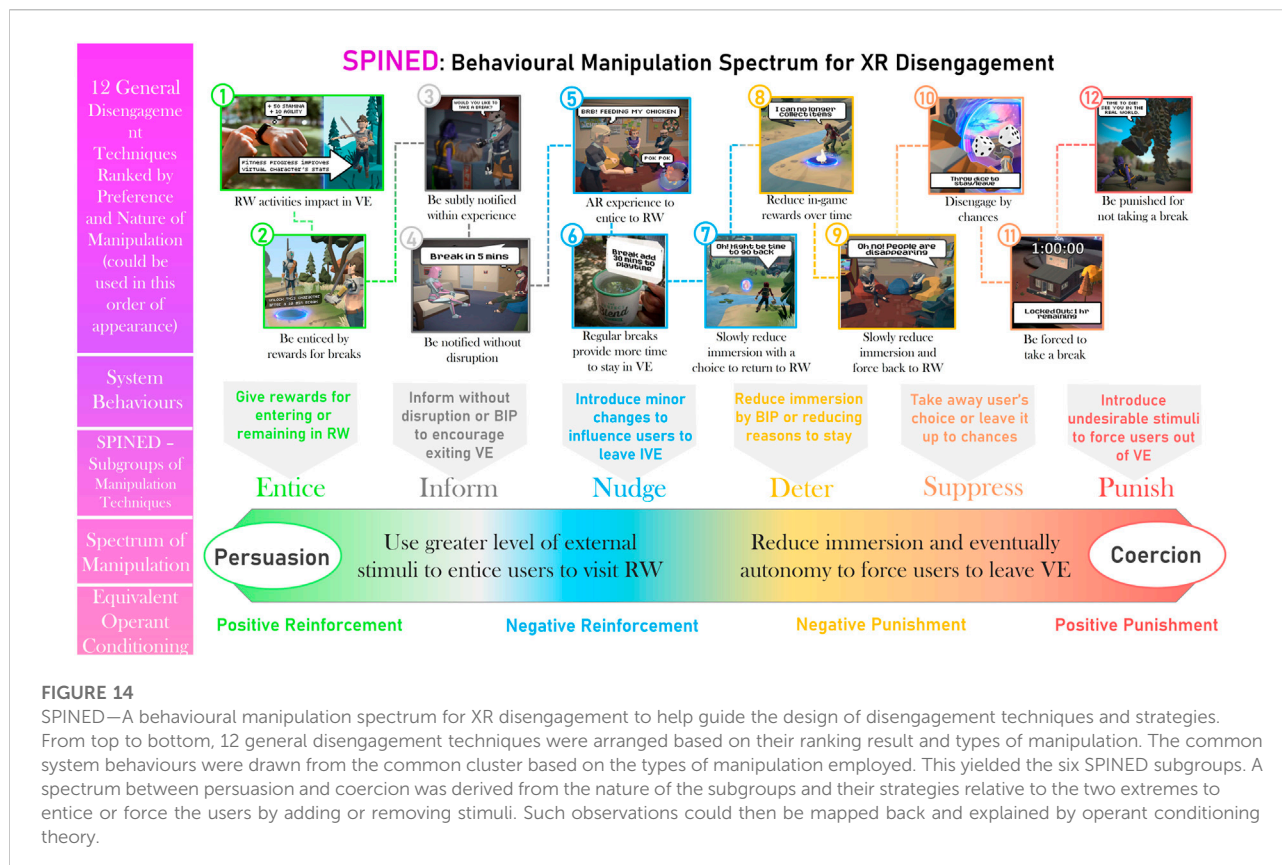 SPINED: Behavioural Manipulation Spectrum for XR Disengagement
12 General
Disengageme
nt
Techniques
Ranked by
Preference
and Nature of
Manipulation
(could be
used in this
order of
appearance)
1
+ 50 STAMINA
+ 10 AGILITY
FITNESS PROGRESS IMPROVES
VIRTUAL CHARACTER'S STATS
RW activities impact in VE
2
UNLOCK THIS CHARACTER
AFTER A 10 MIN BREAK
Be enticed by
rewards for breaks
3
WOULD YOU LIKE TO
TAKE A BREAK?
Be subtly notified
within experience
4
Break in 5 mins
Be notified without
disruption
5
BRB! FEEDING MY CHICKEN
POK POK
AR experience to
entice to RW
6
Break add
30 mins to
playtime
Regular breaks
provide more time
to stay in VE
7
Oh! Might be time
to go back
Slowly reduce
immersion with a
choice to return to RW
8
I can no longer
collect items
Reduce in-game
rewards over time
9
Oh no! People are
disappearing
Slowly reduce
immersion and
force back to RW
10
Throw dice to
stay/leave
Disengage by
chances
11
1:00:00
Locked Out: 1 hr
remaining
Be forced to
take a break
12
TIME TO DIE!
SEE YOU IN THE
REAL WORLD.
Be punished for
not taking a break
System
Behaviours
Give rewards for
entering or
remaining in RW
Inform without
disruption or BIP
to encourage
exiting VE
Introduce minor
changes to
influence users to
leave IVE
Reduce immersion
by BIP or reducing
reasons to stay
Take away user's
choice or leave it
up to chances
Introduce
undesirable stimuli
to force users out
of VE
SPINED –
Subgroups of
Manipulation
Techniques
Entice
Inform
Nudge
Deter
Suppress
Punish
Spectrum of
Manipulation
Persuasion
Use greater level of external
stimuli to entice users to visit RW
Reduce immersion and eventually
autonomy to force users to leave VE
Coercion
Equivalent
Operant
Conditioning
Positive Reinforcement
Negative Reinforcement
Negative Punishment
Positive Punishment
FIGURE 14
SPINED—A behavioural manipulation spectrum for XR disengagement to help guide the design of disengagement techniques and strategies.
From top to bottom, 12 general disengagement techniques were arranged based on their ranking result and types of manipulation. The common
system behaviours were drawn from the common cluster based on the types of manipulation employed. This yielded the six SPINED subgroups. A
spectrum between persuasion and coercion was derived from the nature of the subgroups and their strategies relative to the two extremes to
entice or force the users by adding or removing stimuli. Such observations could then be mapped back and explained by operant conditioning
theory.